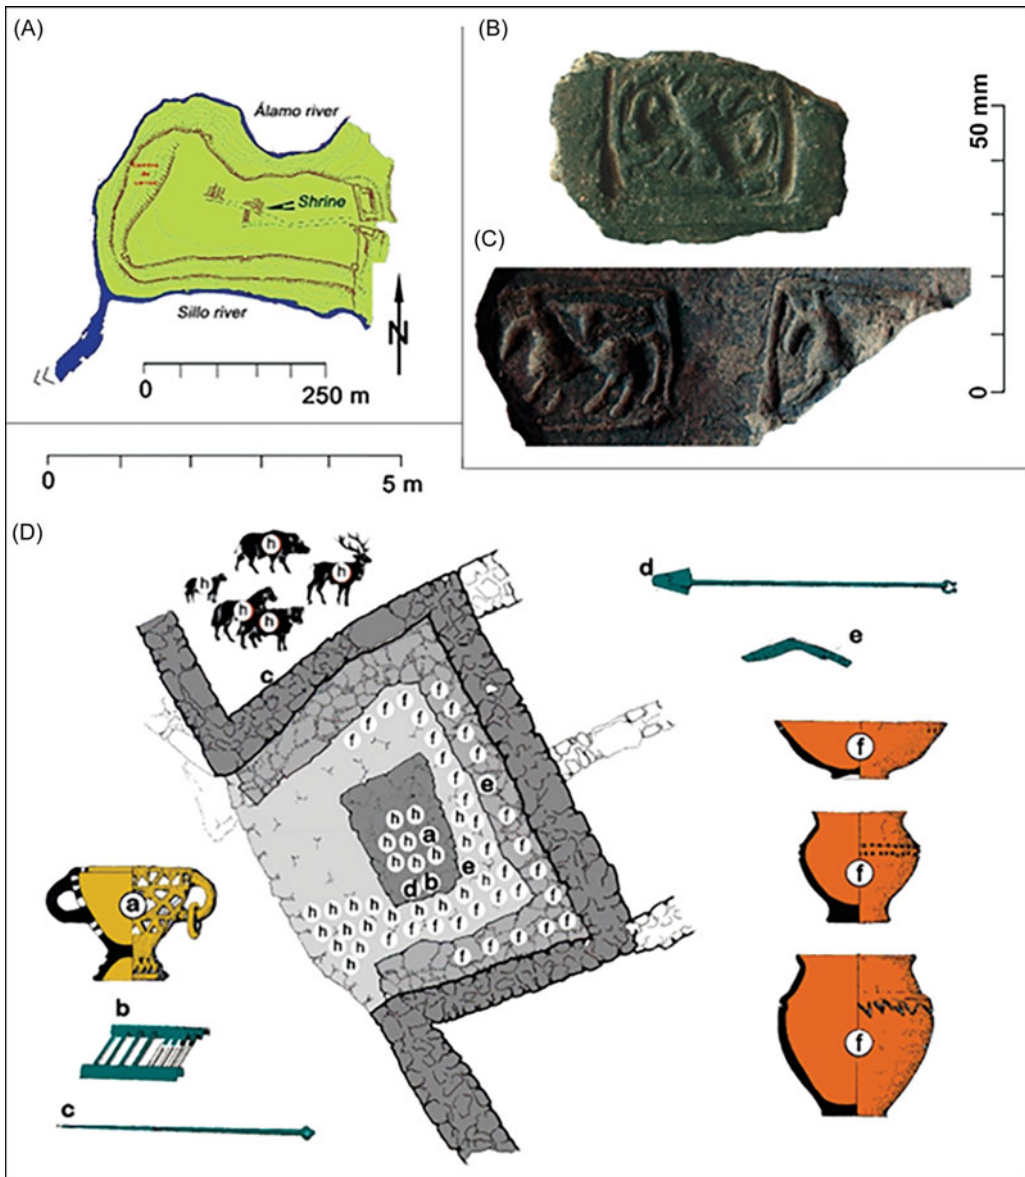 (A)
Álamo river
Shrine
Sillo river
N
0 250 m
(B)
50 mm
(C)
0
0 5 m
(D)
h
h h
h
h
c
f
f f f f
f f
f f f
f
f e
f
h h h f f
h h a h f
h h h f e f f
d b h h f f
h h h h h h h h f f
h h h f f f f f
h h f f f f
h
a
b
c
d
e
f
f
f